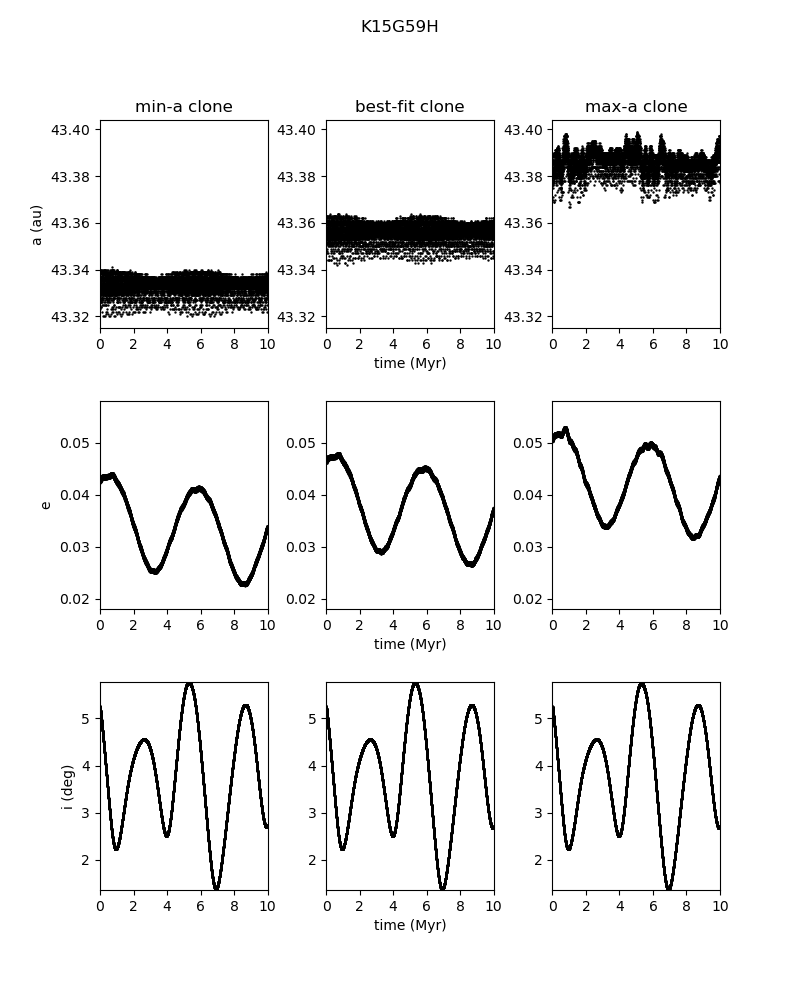 K15G59H
min-a clone best-fit clone max-a clone
43.40 43.40 43.40
43.38 43.38 43.38
43.36 43.36 43.36
43.34 43.34 43.34
43.32 43.32 43.32
a (au)
0 2 4 6 8 10 0 2 4 6 8 10 0 2 4 6 8 10
time (Myr)
0.05 0.05 0.05
0.04 0.04 0.04
0.03 0.03 0.03
0.02 0.02 0.02
e
0 2 4 6 8 10 0 2 4 6 8 10 0 2 4 6 8 10
time (Myr)
5 5 5
4 4 4
3 3 3
2 2 2
i (deg)
0 2 4 6 8 10 0 2 4 6 8 10 0 2 4 6 8 10
time (Myr)